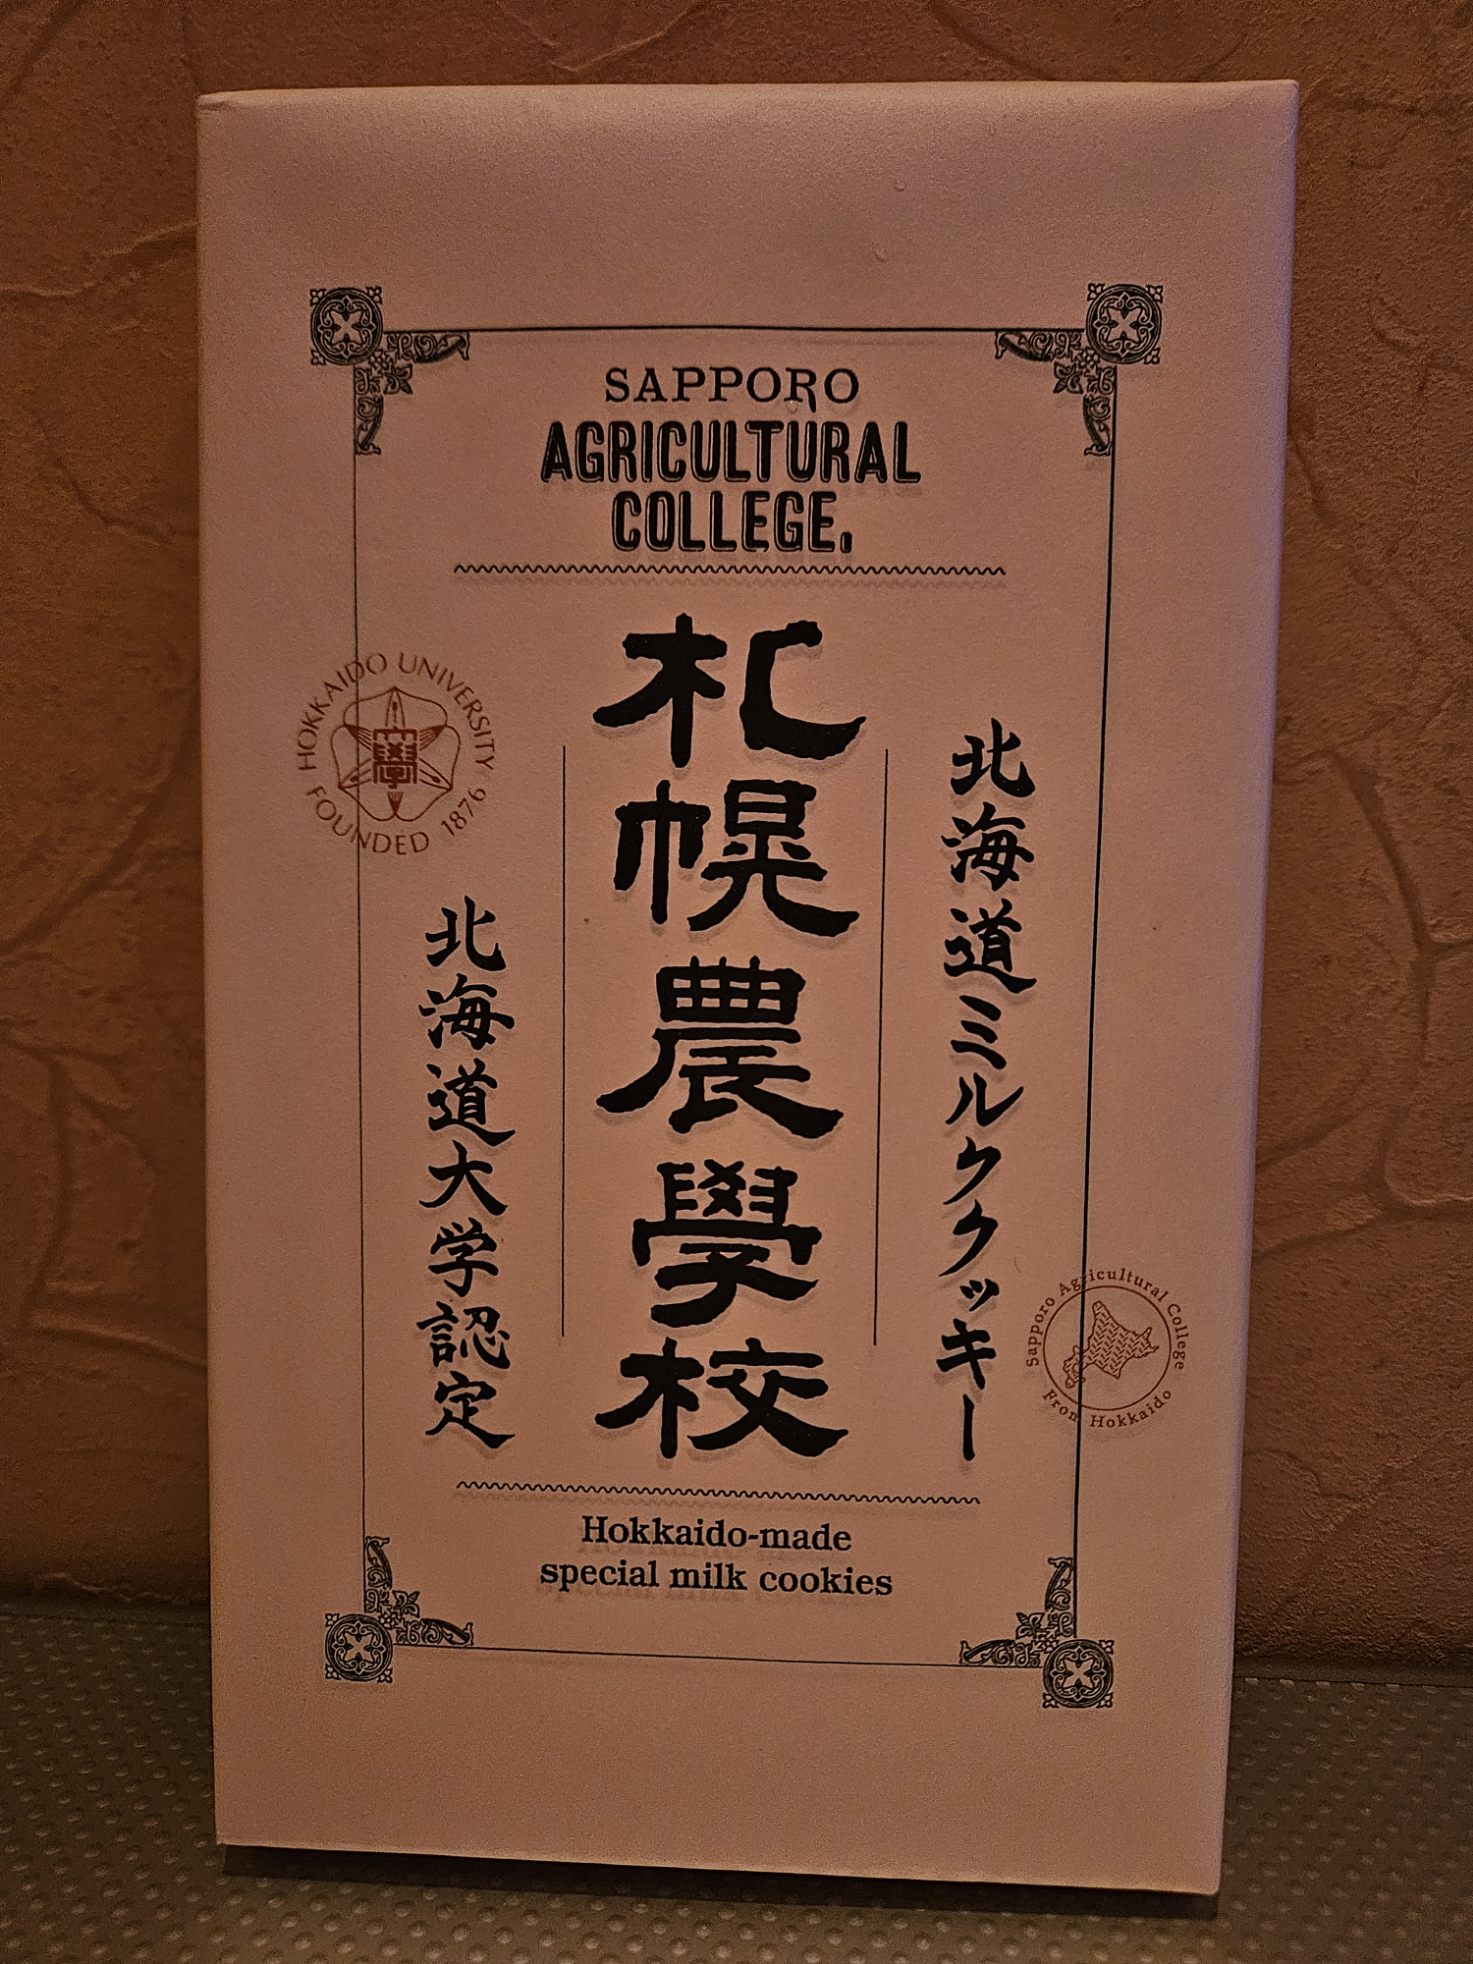 SAPPORO
AGRICULTURAL
COLLEGE.
北海道ミルククッキー
札幌農學校
HOKKAIDO UNIVERSITY
FOUNDED 1876
大學
北海道大学認定
Sapporo Agricultural College
From Hokkaido
Hokkaido-made
special milk cookies